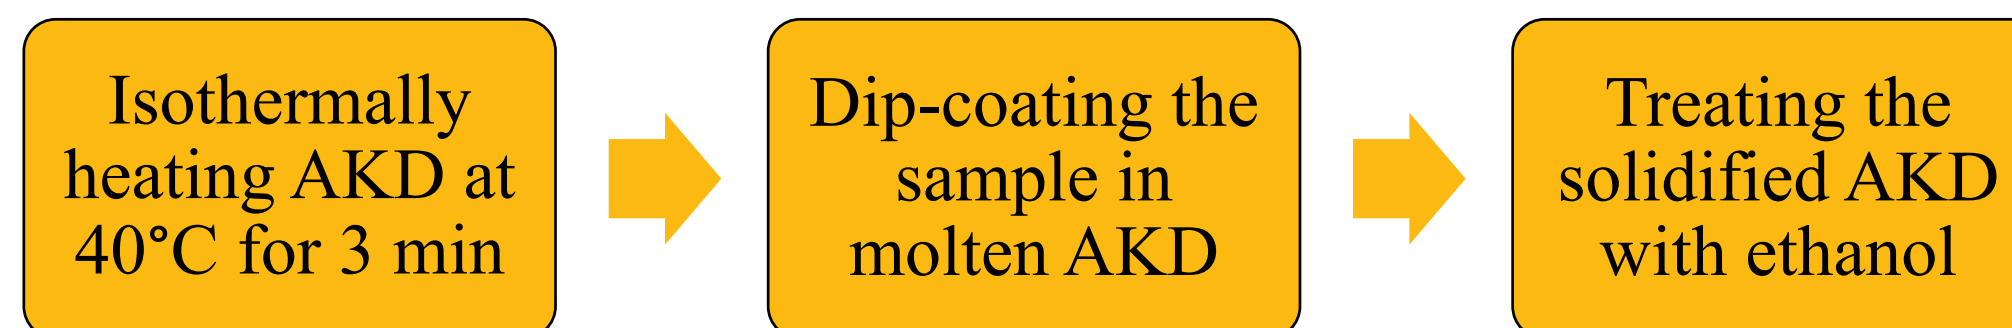 Isothermally
heating AKD at
40°C for 3 min
Dip-coating the
sample in
molten AKD
Treating the
solidified AKD
with ethanol